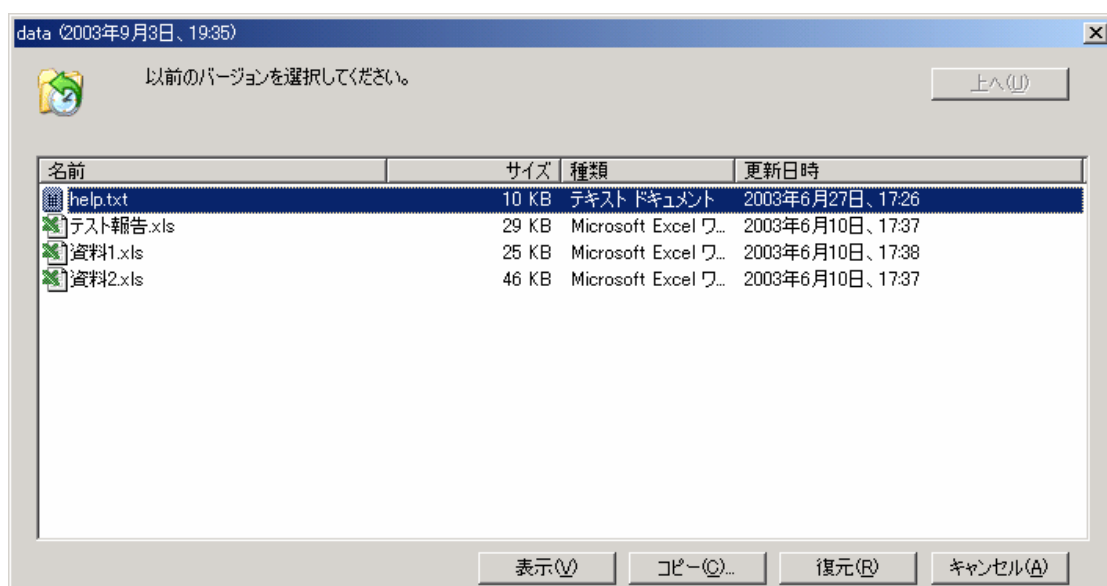 data (2003年9月3日、19:35)
以前のバージョンを選択してください。
上へ(U)
名前 サイズ 種類 更新日時
help.txt 10 KB テキスト ドキュメント 2003年6月27日、17:26
テスト報告.xls 29 KB Microsoft Excel ワ... 2003年6月10日、17:37
資料1.xls 25 KB Microsoft Excel ワ... 2003年6月10日、17:38
資料2.xls 46 KB Microsoft Excel ワ... 2003年6月10日、17:37
表示(V) コピー(C)... 復元(R) キャンセル(A)